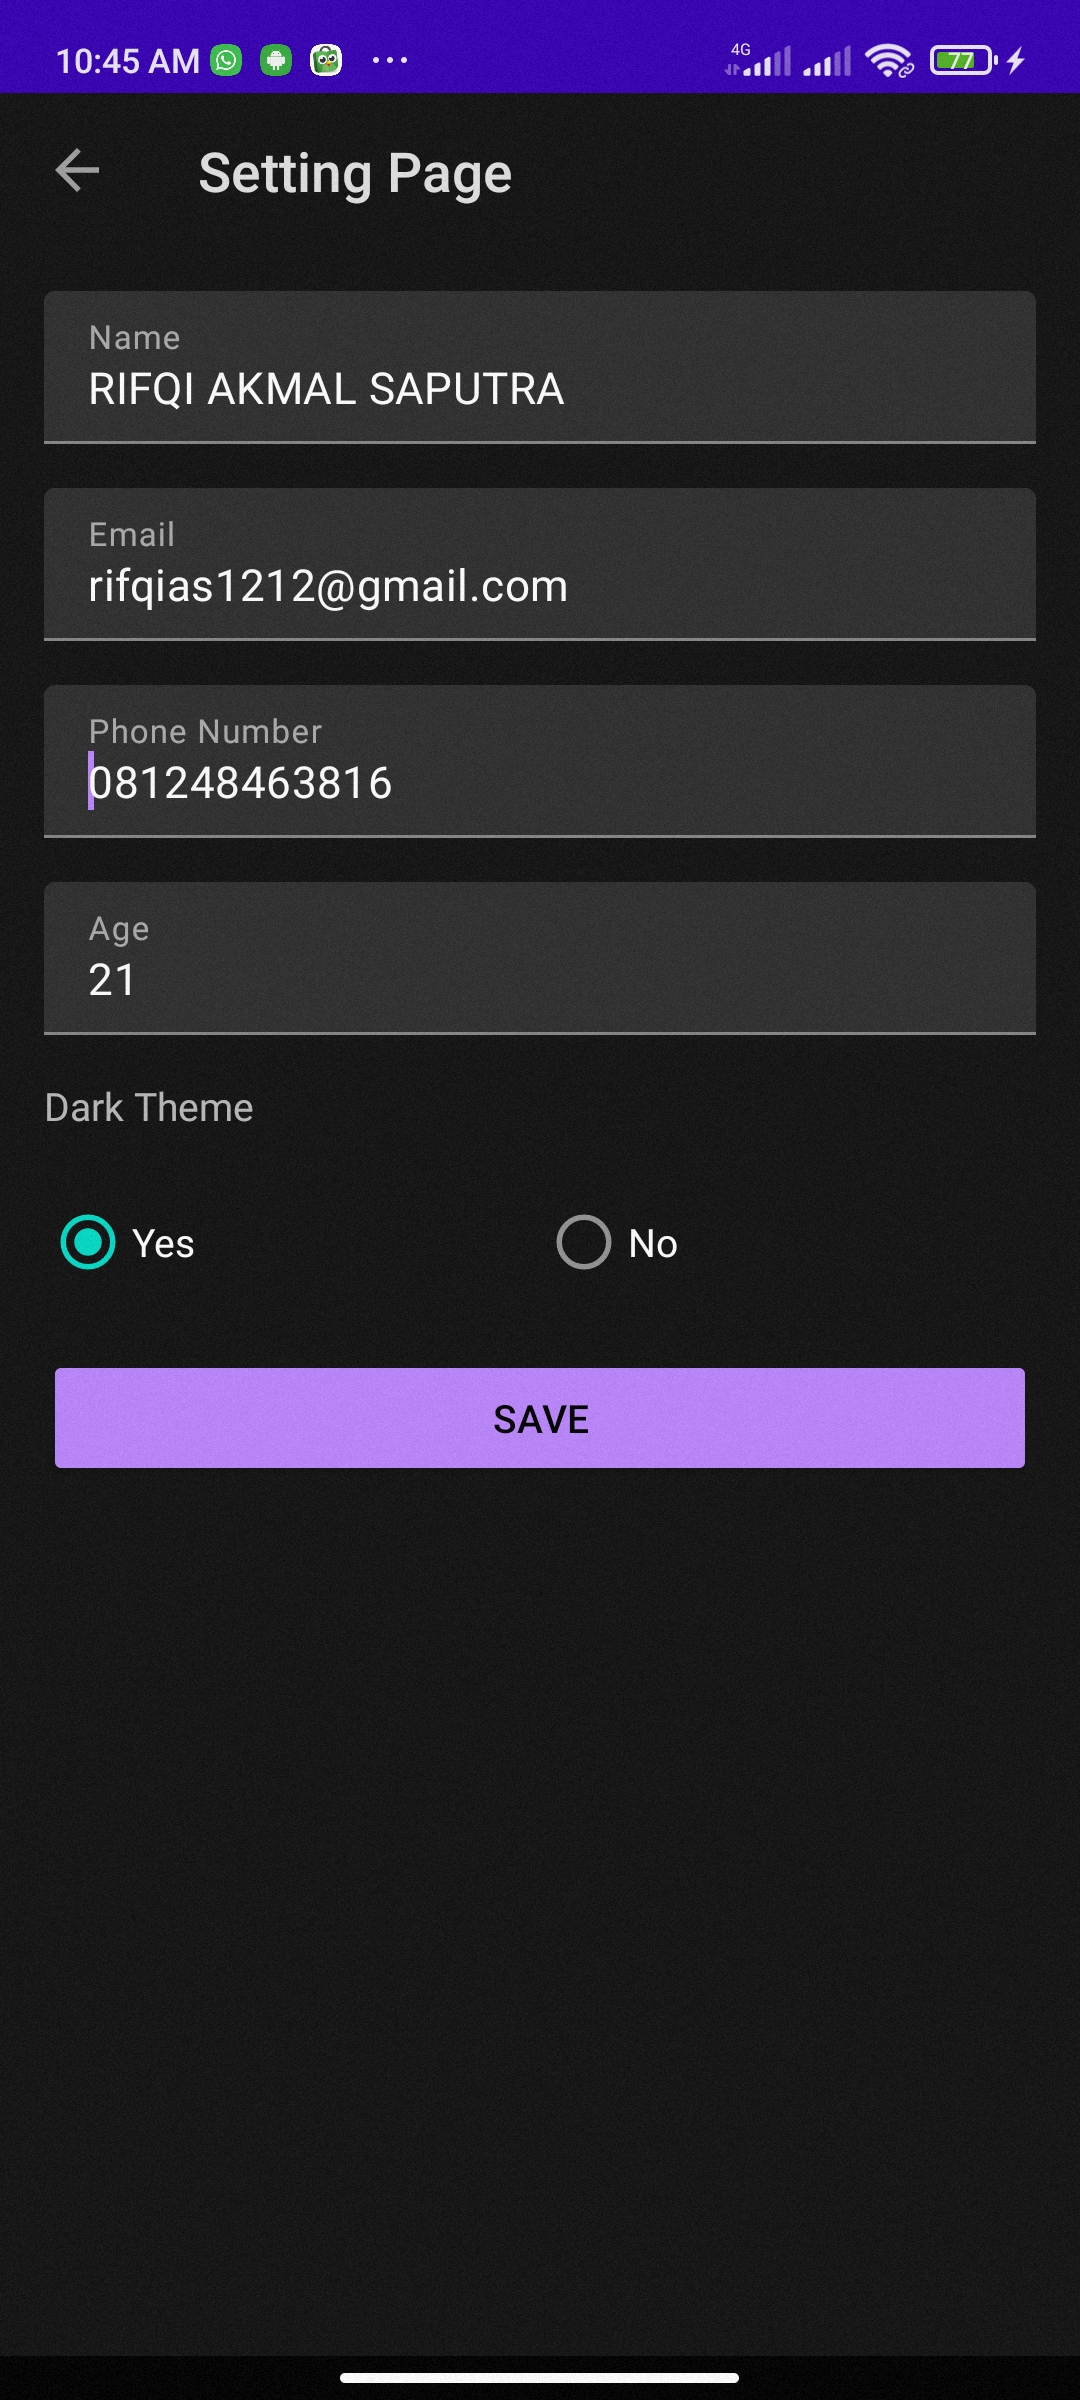 10:45 AM
4G
77
Setting Page
Name
RIFQI AKMAL SAPUTRA
Email
rifqias1212@gmail.com
Phone Number
081248463816
Age
21
Dark Theme
Yes No
SAVE